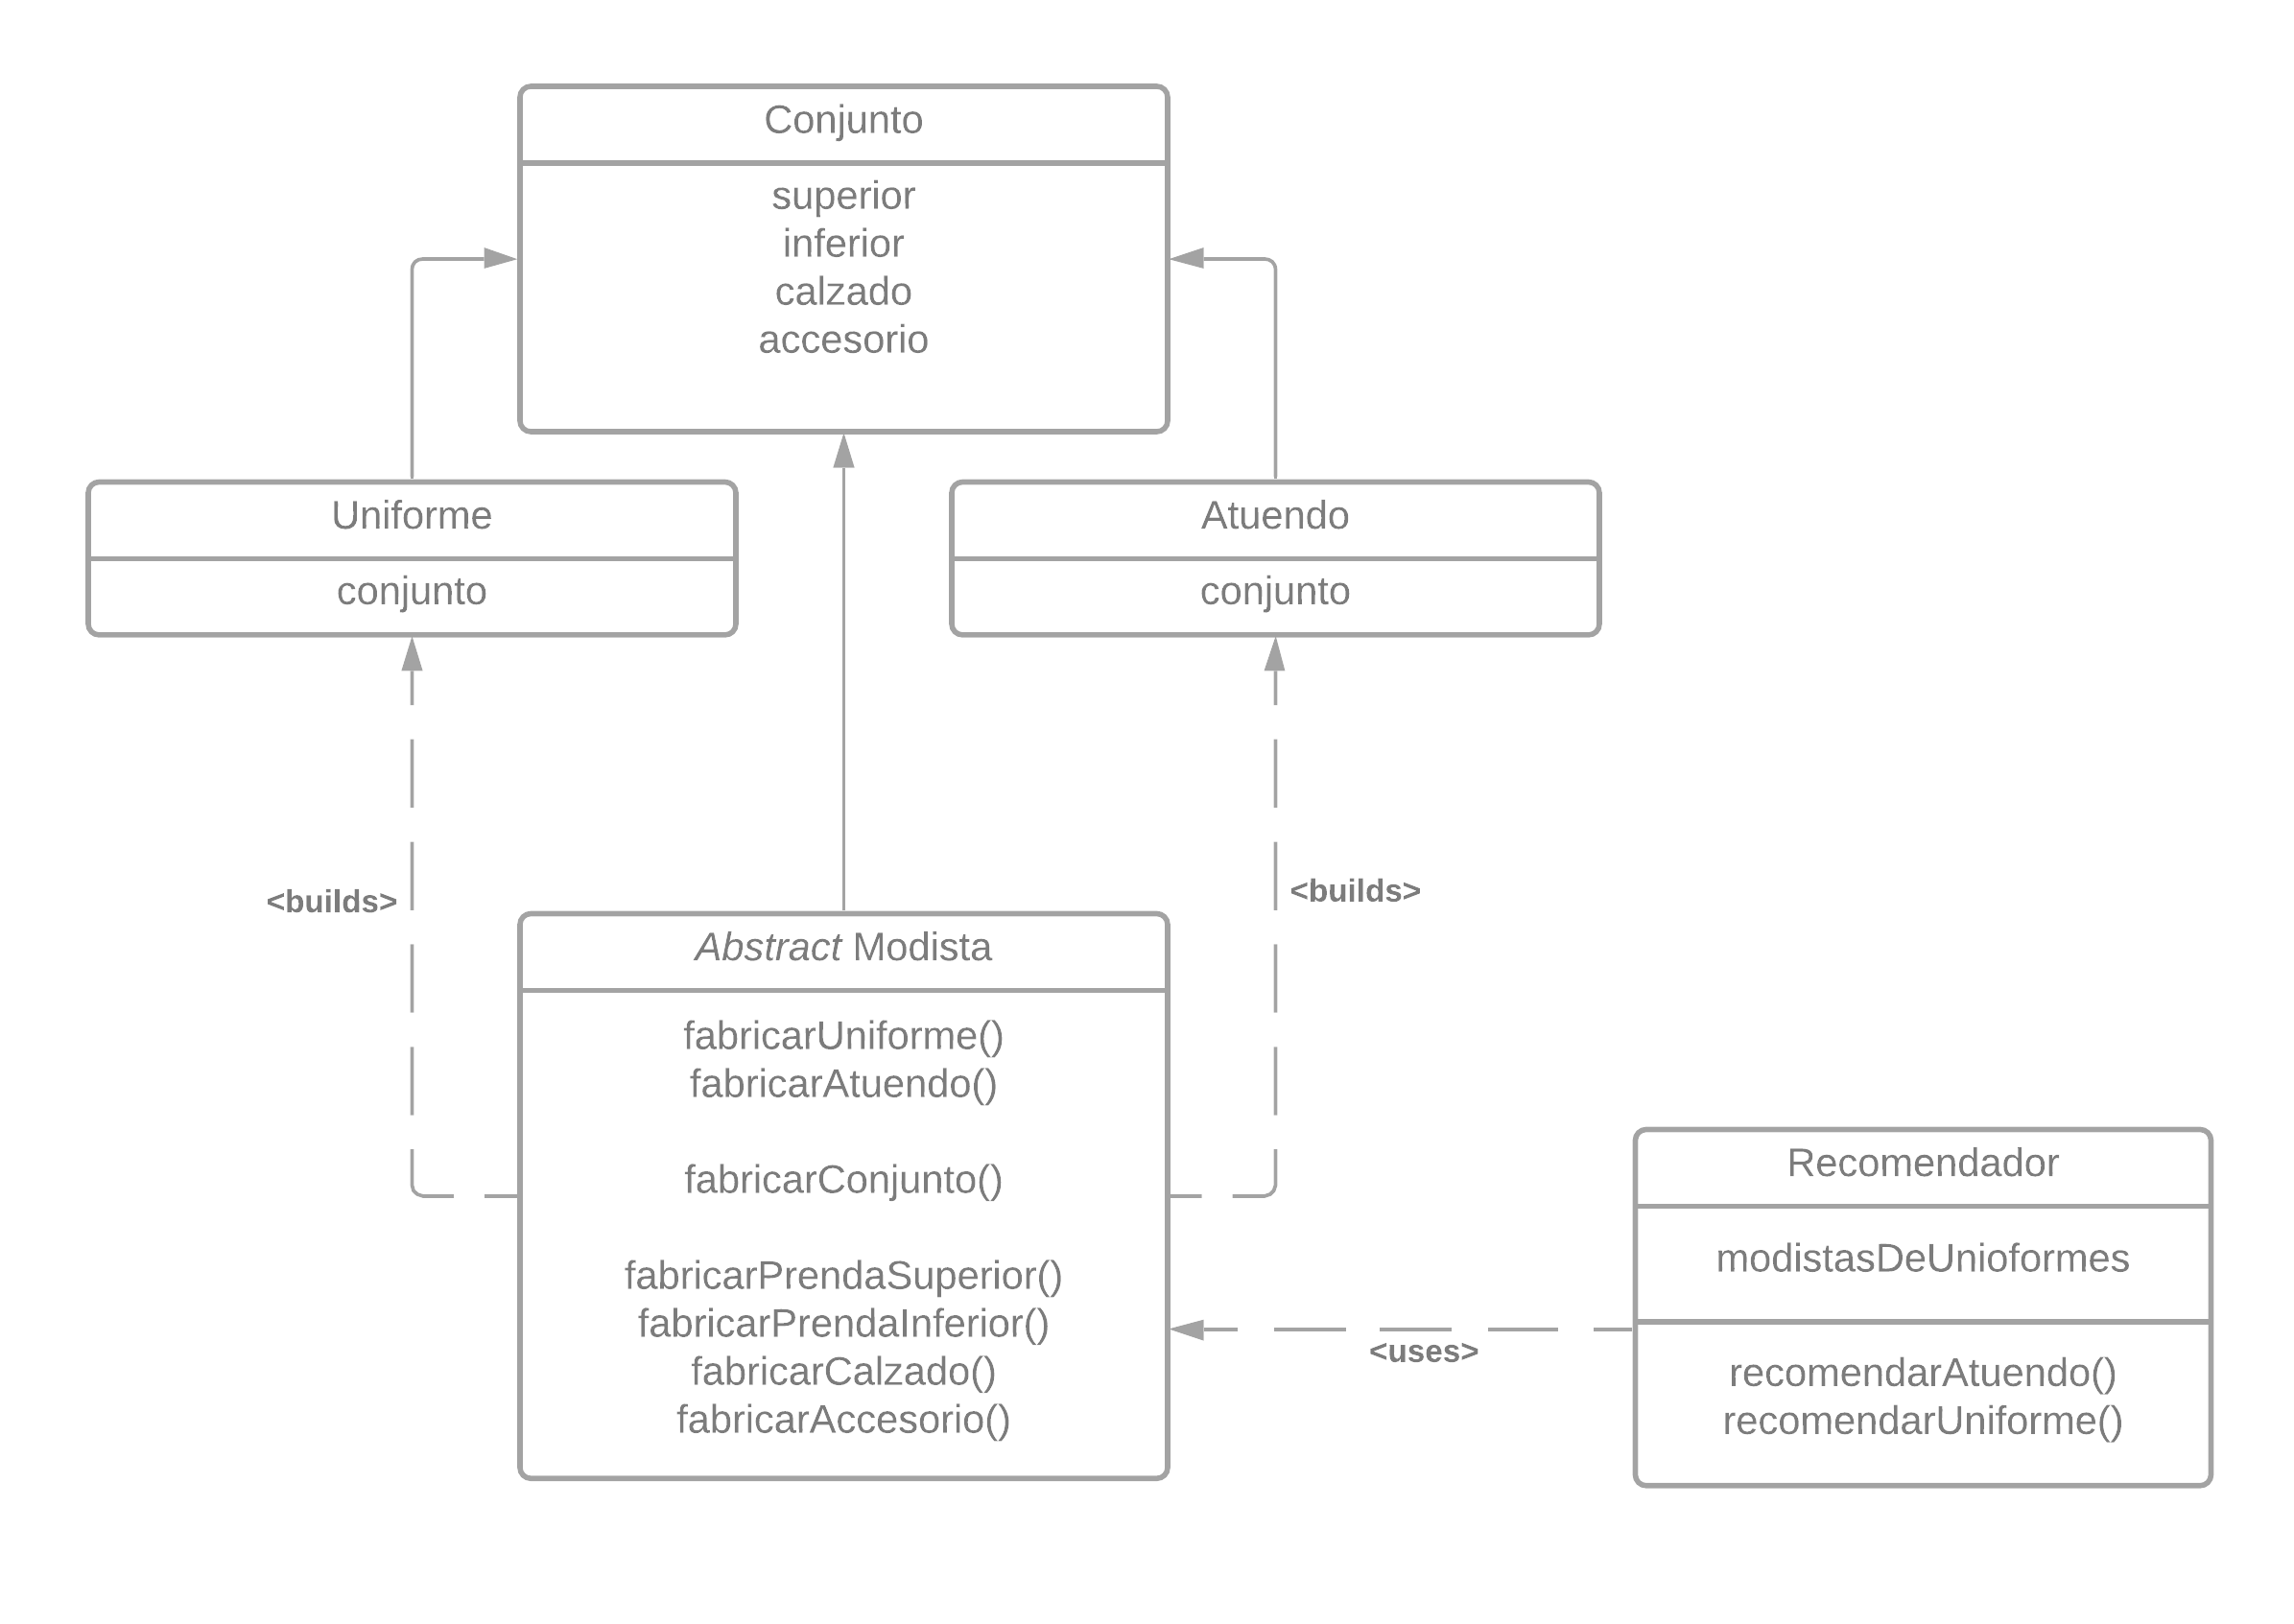 Conjunto
superior
inferior
calzado
accesorio
Uniforme
conjunto
Atuendo
conjunto
<builds>
<builds>
Abstract Modista
fabricarUniforme()
fabricarAtuendo()
fabricarConjunto()
fabricarPrendaSuperior()
fabricarPrendaInferior()
fabricarCalzado()
fabricarAccesorio()
<uses>
Recomendador
modistasDeUnioformes
recomendarAtuendo()
recomendarUniforme()